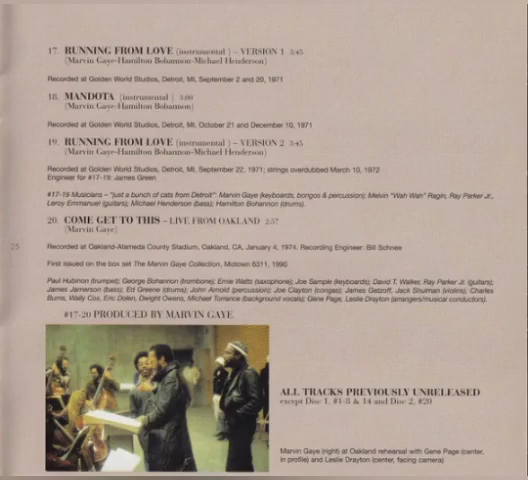 17. RUNNING FROM LOVE (instrumental) – VERSION 1 3:45
(Marvin Gaye-Hamilton Bohannon-Michael Henderson)
Recorded at Golden World Studios, Detroit, MI, September 2 and 20, 1971
18. MANDOTA (instrumental) 3:00
(Marvin Gaye-Hamilton Bohannon)
Recorded at Golden World Studios, Detroit, MI, October 21 and December 10, 1971
19. RUNNING FROM LOVE (instrumental) – VERSION 2 3:45
(Marvin Gaye-Hamilton Bohannon-Michael Henderson)
Recorded at Golden World Studios, Detroit, MI, September 22, 1971; strings overdubbed March 10, 1972
Engineer for #17-19: James Green
#17-19 Musicians – "just a bunch of cats from Detroit": Marvin Gaye (keyboards, bongos & percussion); Melvin "Wah Wah" Ragin, Ray Parker Jr.,
Leroy Emmanuel (guitars); Michael Henderson (bass); Hamilton Bohannon (drums).
20. COME GET TO THIS – LIVE FROM OAKLAND 2:57
(Marvin Gaye)
25
Recorded at Oakland-Alameda County Stadium, Oakland, CA, January 4, 1974. Recording Engineer: Bill Schnee
First issued on the box set The Marvin Gaye Collection, Motown 6311, 1990
Paul Hubinon (trumpet); George Bohannon (trombone); Ernie Watts (saxophone); Joe Sample (keyboards); David T. Walker, Ray Parker Jr. (guitars);
James Jamerson (bass); Ed Greene (drums); John Arnold (percussion); Joe Clayton (congas); James Getzoff, Jack Shulman (violins); Charles
Burns, Wally Cox, Eric Dolen, Dwight Owens, Michael Torrance (background vocals); Gene Page, Leslie Drayton (arrangers/musical conductors).
#17-20 PRODUCED BY MARVIN GAYE
ALL TRACKS PREVIOUSLY UNRELEASED
except Disc 1, #1-8 & 14 and Disc 2, #20
Marvin Gaye (right) at Oakland rehearsal with Gene Page (center,
in profile) and Leslie Drayton (center, facing camera)